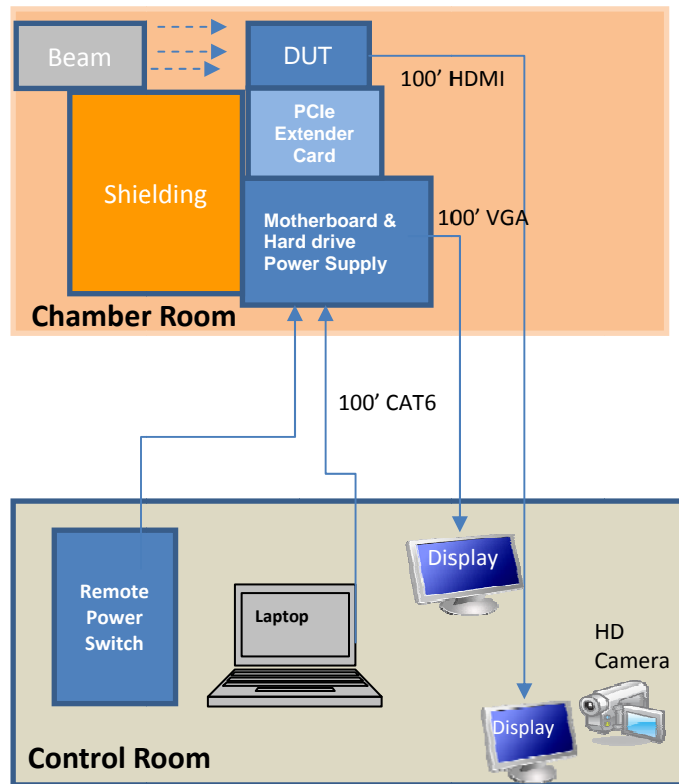 Beam
DUT
100’ HDMI
PCIe
Extender
Card
Shielding
Motherboard &
Hard drive
Power Supply
100’ VGA
Chamber Room
100’ CAT6
Remote
Power
Switch
Laptop
Display
HD
Camera
Display
Control Room